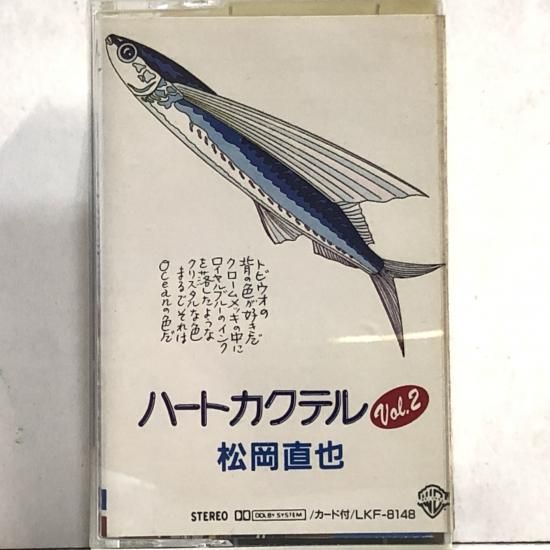 トビウオの
背の色が好きだ
クロームメッキの中に
ロイヤルブルーのインク
を落したような
クリスタルな色
まるでそれは
Oceanの色だ
ハートカクテル Vol.2
松岡直也
STEREO DOLBY SYSTEM /カード付/LKF-8148